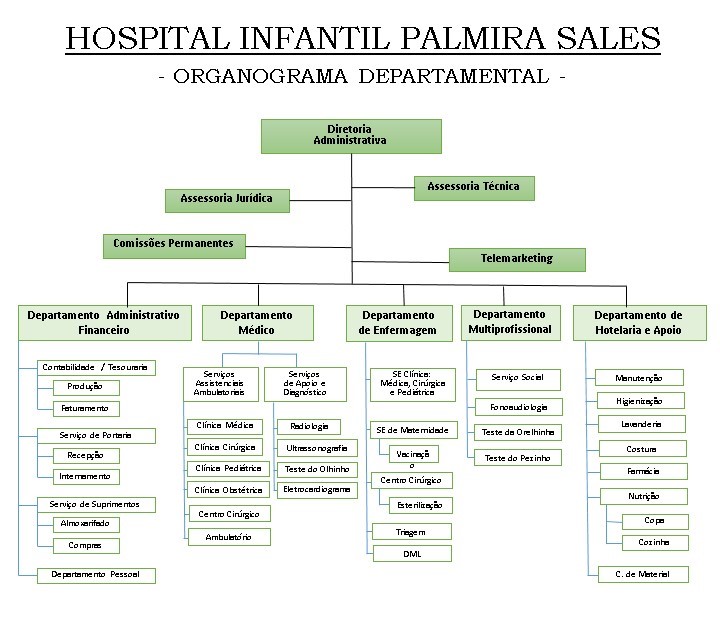 HOSPITAL INFANTIL PALMIRA SALES
- ORGANOGRAMA DEPARTAMENTAL -
Diretoria
Administrativa
Assessoria Técnica
Assessoria Jurídica
Comissões Permanentes
Telemarketing
Departamento Administrativo
Financeiro
Contabilidade / Tesouraria
Produção
Faturamento
Serviço de Portaria
Recepção
Internamento
Serviço de Suprimentos
Almoxarifado
Compras
Departamento Pessoal
Departamento
Médico
Serviços
Assistenciais
Ambulatoriais
Clínica Médica
Clínica Cirúrgica
Clínica Pediátrica
Clínica Obstétrica
Centro Cirúrgico
Ambulatório
Serviços
de Apoio e
Diagnóstico
Radiologia
Ultrassonografia
Teste do Olhinho
Eletrocardiograma
Departamento
de Enfermagem
SE Clínica:
Médica, Cirúrgica
e Pediátrica
SE de Maternidade
Vacinaçã
o
Centro Cirúrgico
Esterilização
Triagem
DML
Departamento
Multiprofissional
Serviço Social
Fonoaudiologia
Teste da Orelhinha
Teste do Pezinho
Departamento de
Hotelaria e Apoio
Manutenção
Higienização
Lavanderia
Costura
Farmácia
Nutrição
Copa
Cozinha
C. de Material